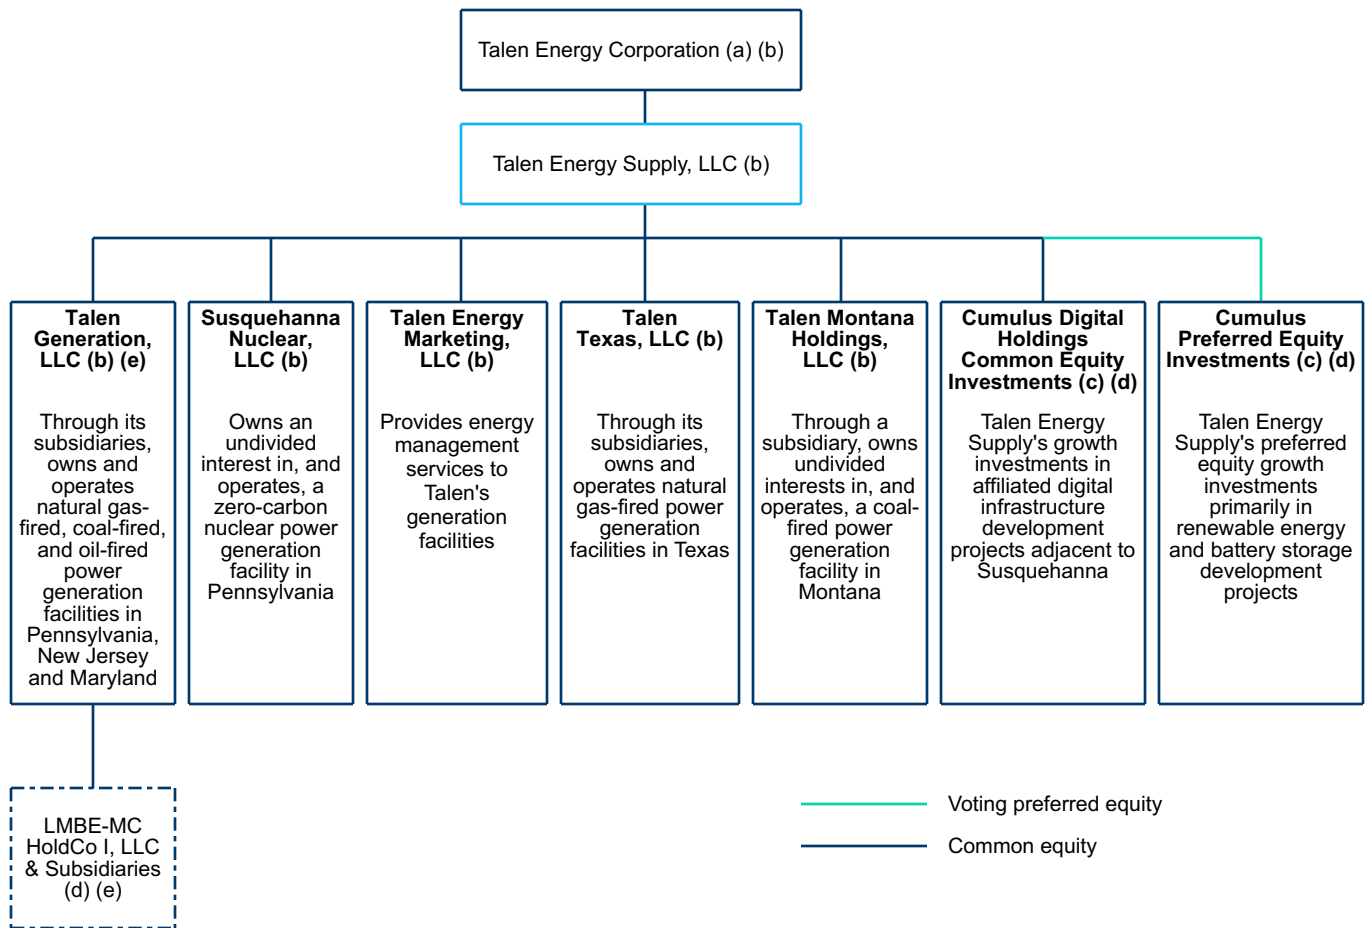 Talen Energy Corporation (a) (b)
Talen Energy Supply, LLC (b)
Talen
Generation,
LLC (b) (e)
Through its
subsidiaries,
owns and
operates
natural gas-
fired, coal-fired,
and oil-fired
power
generation
facilities in
Pennsylvania,
New Jersey
and Maryland
Susquehanna
Nuclear,
LLC (b)
Owns an
undivided
interest in, and
operates, a
zero-carbon
nuclear power
generation
facility in
Pennsylvania
Talen Energy
Marketing,
LLC (b)
Provides energy
management
services to
Talen's
generation
facilities
Talen
Texas, LLC (b)
Through its
subsidiaries,
owns and
operates natural
gas-fired power
generation
facilities in Texas
Talen Montana
Holdings,
LLC (b)
Through a
subsidiary, owns
undivided
interests in, and
operates, a coal-
fired power
generation
facility in
Montana
Cumulus Digital
Holdings
Common Equity
Investments (c) (d)
Talen Energy
Supply's growth
investments in
affiliated digital
infrastructure
development
projects adjacent to
Susquehanna
Cumulus
Preferred Equity
Investments (c) (d)
Talen Energy
Supply's preferred
equity growth
investments
primarily in
renewable energy
and battery storage
development
projects
LMBE-MC
HoldCo I, LLC
& Subsidiaries
(d) (e)
Voting preferred equity
Common equity